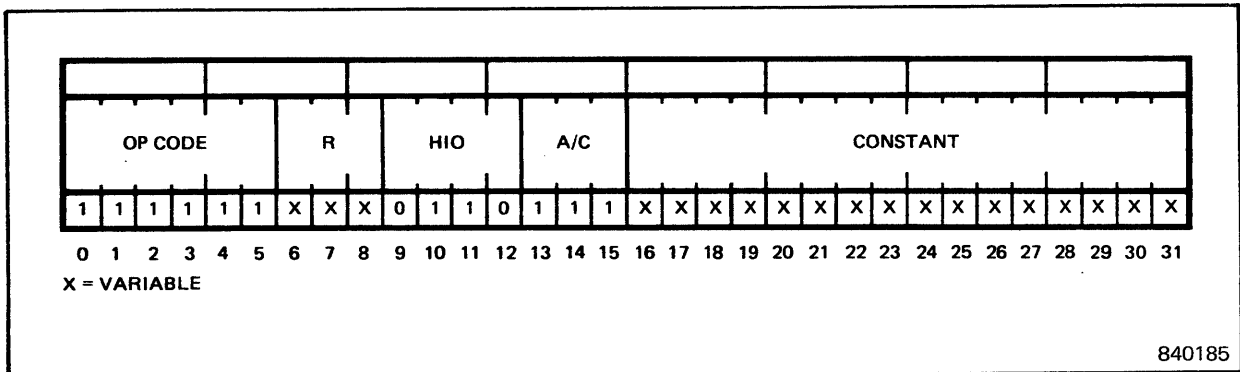 OP CODE R HIO A/C CONSTANT
1 1 1 1 1 1 X X X 0 1 1 0 1 1 1 X X X X X X X X X X X X X X X X
0 1 2 3 4 5 6 7 8 9 10 11 12 13 14 15 16 17 18 19 20 21 22 23 24 25 26 27 28 29 30 31
X = VARIABLE
840185